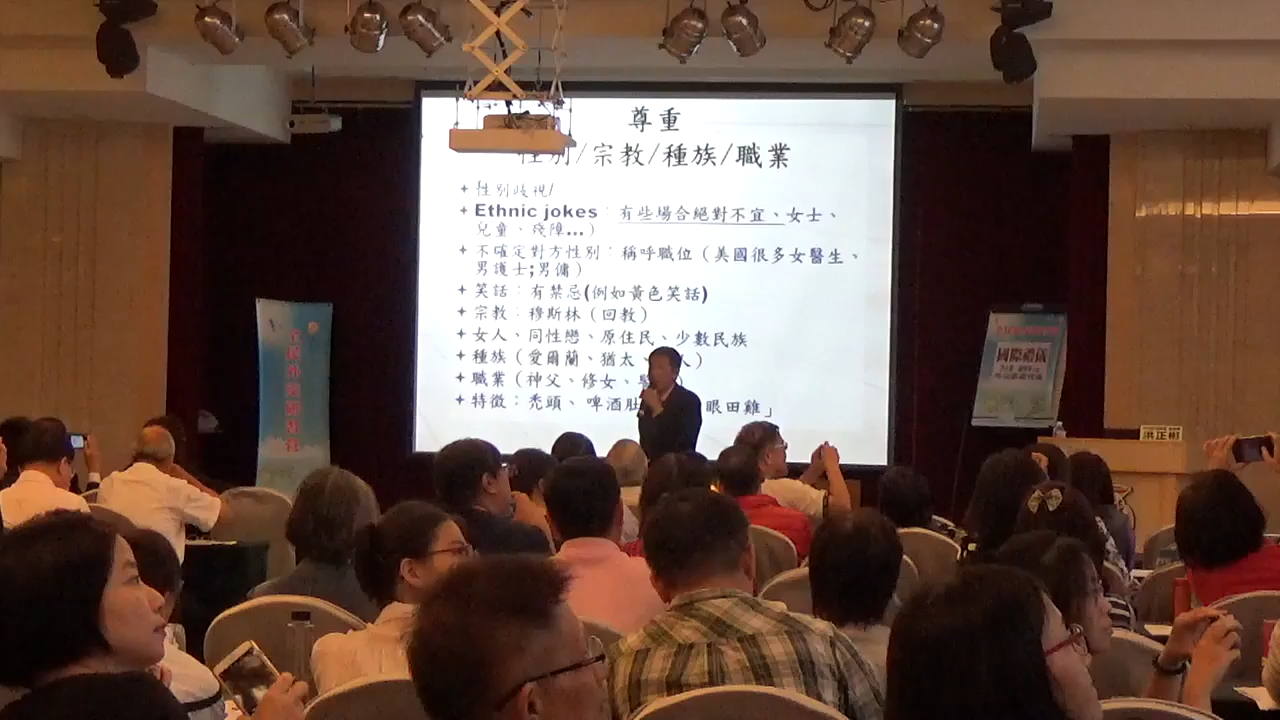 尊重
性別/宗教/種族/職業
性別歧視/
Ethnic jokes：有些場合絕對不宜、女士、
兒童、殘障...)
不確定對方性別：稱呼職位（美國很多女醫生、
男護士;男傭）
笑話：有禁忌(例如黃色笑話)
宗教：穆斯林（回教）
女人、同性戀、原住民、少數民族
種族（愛爾蘭、猶太、人）
職業（神父、修女、
特徵：禿頭、啤酒肚 眼田雞」
國際禮儀
洪正樹